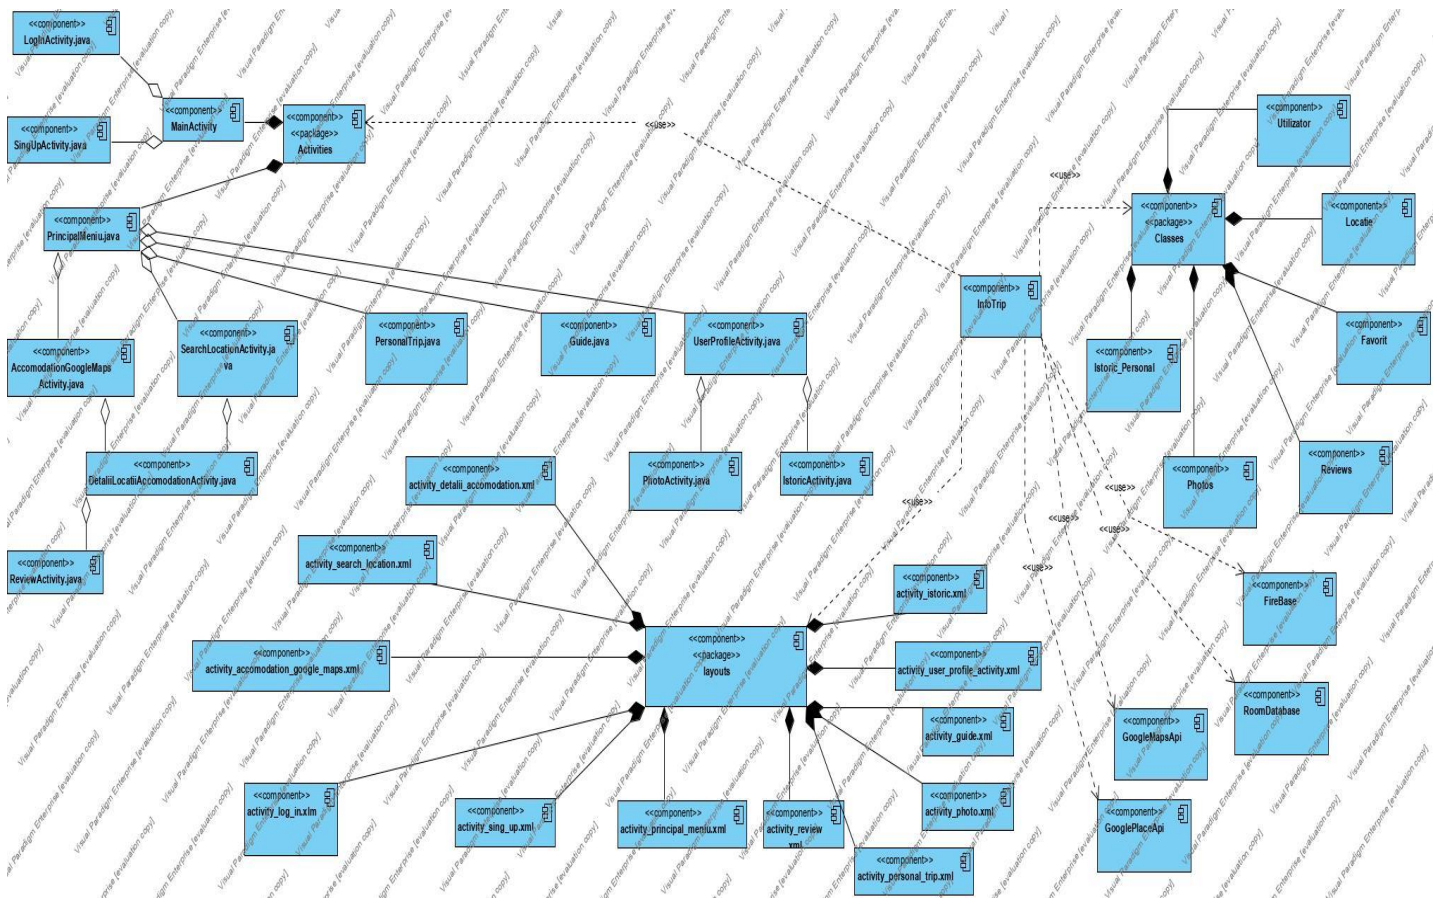 <<component>>
LogInActivity.java
<<component>>
MainActivity
<<component>>
<<package>>
Activities
<<component>>
SingUpActivity.java
<<use>>
<<component>>
Utilizator
<<use>>
<<component>>
<<package>>
Classes
<<component>>
Locatie
<<component>>
PrincipalMeniu.java
<<component>>
InfoTrip
<<component>>
AccomodationGoogleMaps
Activity.java
<<component>>
SearchLocationActivity.ja
va
<<component>>
PersonalTrip.java
<<component>>
Guide.java
<<component>>
UserProfileActivity.java
<<component>>
Istoric_Personal
<<component>>
Favorit
<<component>>
DetaliiLocatiiAccomodationActivity.java
<<component>>
activity_detalii_accomodation.xml
<<component>>
PhotoActivity.java
<<component>>
IstoricActivity.java
<<component>>
Photos
<<component>>
Reviews
<<use>>
<<use>>
<<use>>
<<use>>
<<use>>
<<component>>
ReviewActivity.java
<<component>>
activity_search_location.xml
<<component>>
activity_istoric.xml
<<component>>
FireBase
<<component>>
activity_accomodation_google_maps.xml
<<component>>
<<package>>
layouts
<<component>>
activity_user_profile_activity.xml
<<component>>
RoomDatabase
<<component>>
activity_guide.xml
<<component>>
GoogleMapsApi
<<component>>
activity_log_in.xlm
<<component>>
activity_sing_up.xml
<<component>>
activity_principal_meniu.xml
<<component>>
activity_review
.xml
<<component>>
activity_photo.xml
<<component>>
GooglePlaceApi
<<component>>
activity_personal_trip.xml
Visual Paradigm Enterprise [evaluation copy]